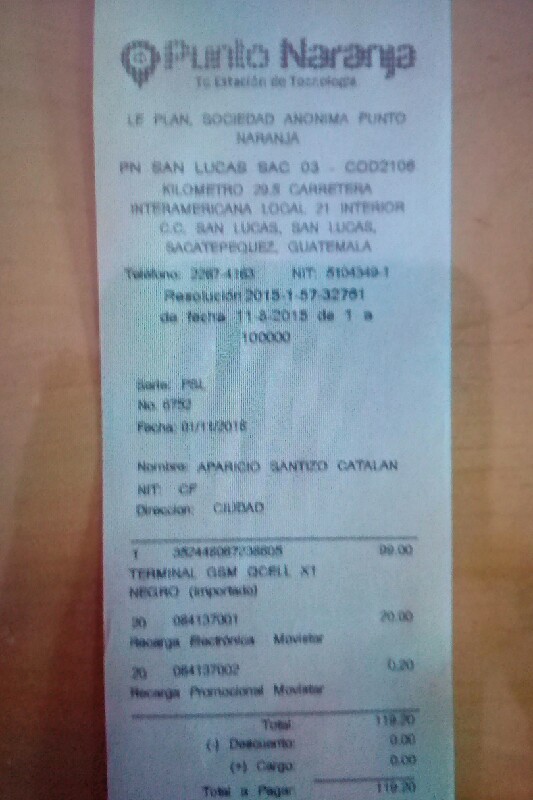 Punto Naranja
Tu Estación de Tecnología
LE PLAN, SOCIEDAD ANONIMA PUNTO
NARANJA
PN SAN LUCAS SAC 03 - COD2106
KILOMETRO 29.5 CARRETERA
INTERAMERICANA LOCAL 21 INTERIOR
C.C. SAN LUCAS, SAN LUCAS,
SACATEPEQUEZ, GUATEMALA
Teléfono: 2267-4163 NIT: 5104349-1
Resolución 2015-1-57-32761
de fecha 11-8-2015 de 1 a
100000
Serie: PSL
No. 6752
Fecha: 01/11/2016
Nombre: APARICIO SANTIZO CATALAN
NIT: CF
Direccion: CIUDAD
1 352448067238605 99.00
TERMINAL GSM QCELL X1
NEGRO (importado)
20 084137001 20.00
Recarga Electrónica Movistar
20 084137002 0.20
Recarga Promocional Movistar
Total 119.20
(-) Descuento: 0.00
(+) Cargo: 0.00
Total a Pagar: 119.20